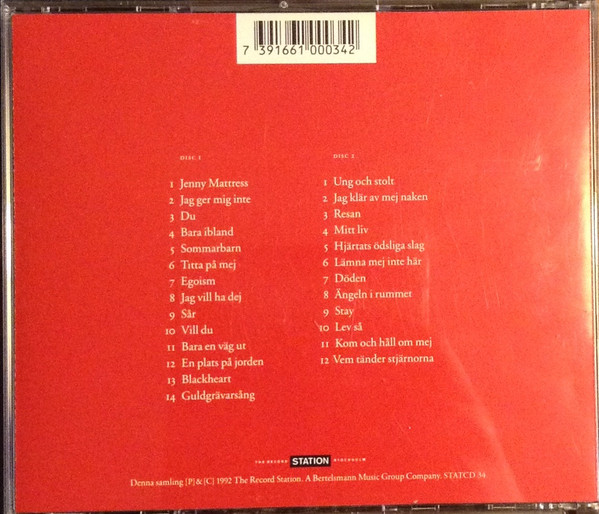 7 391661 000342
DISC 1
1 Jenny Mattress
2 Jag ger mig inte
3 Du
4 Bara ibland
5 Sommarbarn
6 Titta på mej
7 Egoism
8 Jag vill ha dej
9 Sår
10 Vill du
11 Bara en väg ut
12 En plats på jorden
13 Blackheart
14 Guldgrävarsång
DISC 2
1 Ung och stolt
2 Jag klär av mej naken
3 Resan
4 Mitt liv
5 Hjärtats ödsliga slag
6 Lämna mej inte här
7 Döden
8 Ängeln i rummet
9 Stay
10 Lev så
11 Kom och håll om mej
12 Vem tänder stjärnorna
THE RECORD STATION STOCKHOLM
Denna samling [P] & (C) 1992 The Record Station. A Bertelsmann Music Group Company. STATCD 34